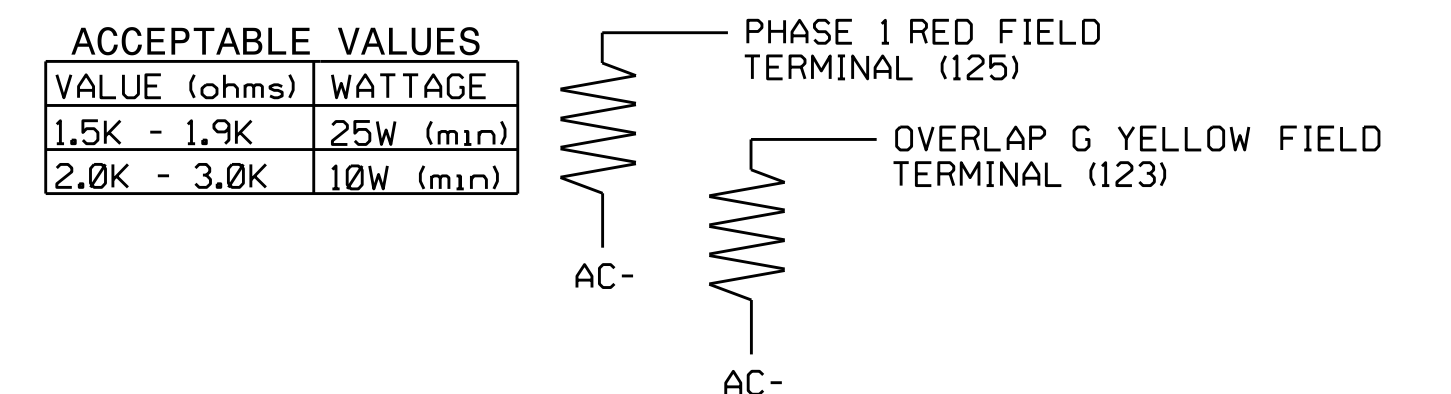 ACCEPTABLE VALUES
VALUE (ohms) WATTAGE
1.5K - 1.9K 25W (min)
2.0K - 3.0K 10W (min)
PHASE 1 RED FIELD
TERMINAL (125)
AC-
OVERLAP G YELLOW FIELD
TERMINAL (123)
AC-